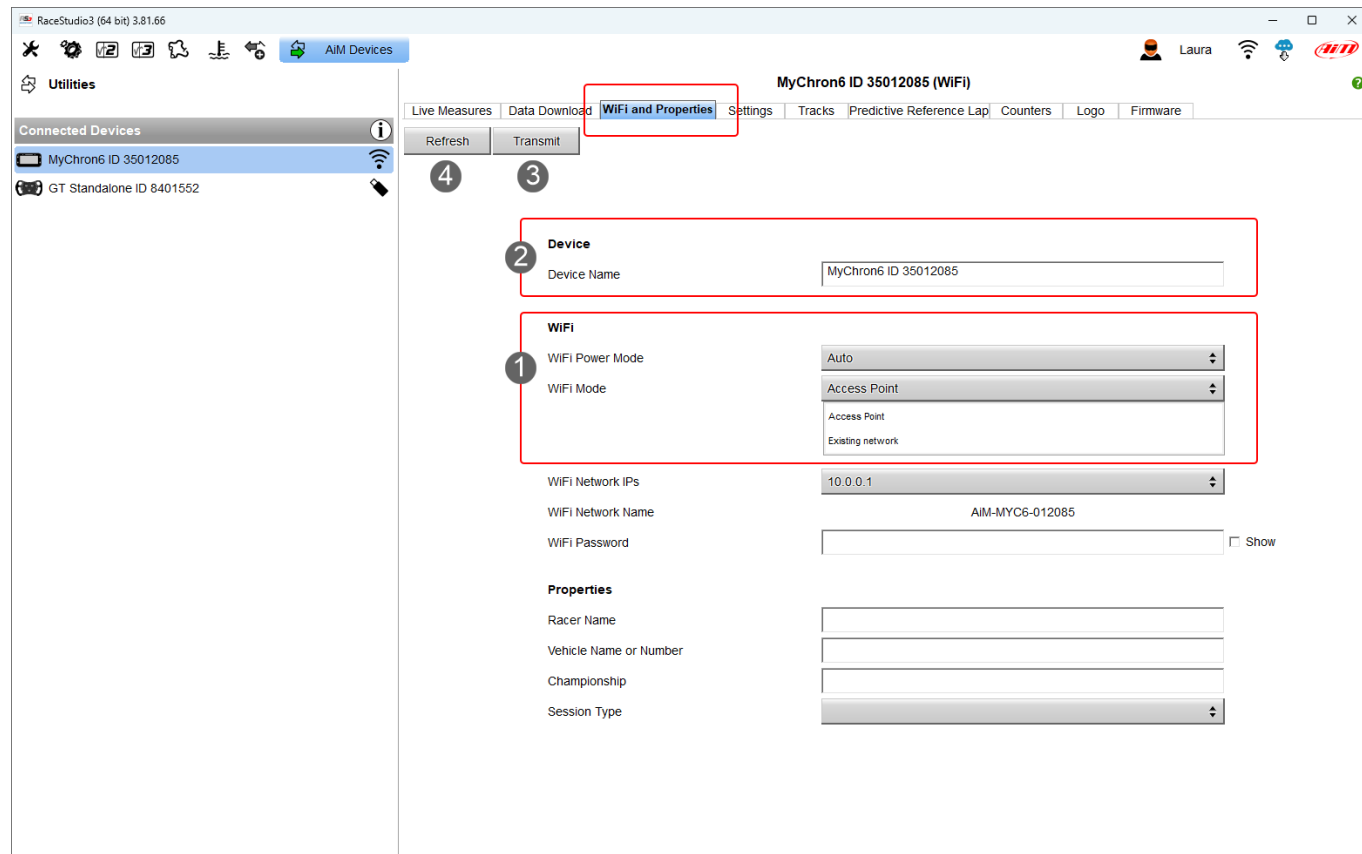 RaceStudio3 (64 bit) 3.81.66
AiM Devices
Laura
AiM
Utilities
MyChron6 ID 35012085 (WiFi)
?
Live Measures Data Download WiFi and Properties Settings Tracks Predictive Reference Lap Counters Logo Firmware
Connected Devices
i
Refresh Transmit
MyChron6 ID 35012085
4 3
GT Standalone ID 8401552
2
Device
Device Name MyChron6 ID 35012085
1
WiFi
WiFi Power Mode Auto
WiFi Mode Access Point
Access Point
Existing network
WiFi Network IPs 10.0.0.1
WiFi Network Name AiM-MYC6-012085
WiFi Password Show
Properties
Racer Name
Vehicle Name or Number
Championship
Session Type